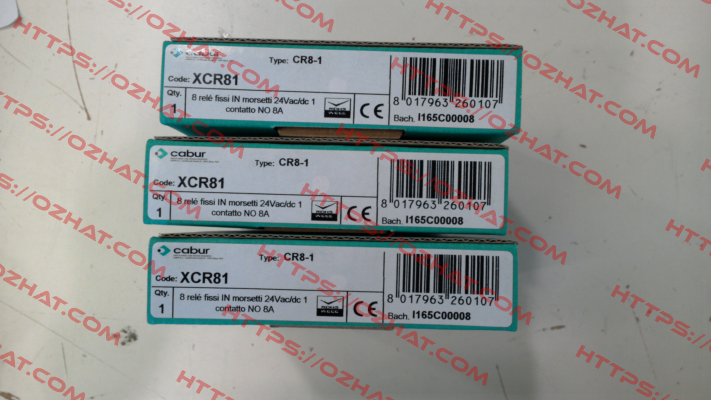 cabur
Type: CR8-1
Code: XCR81
Qty. 1
8 relé fissi IN morsetti 24Vac/dc 1
contatto NO 8A
CE
8 017963 260107
Bach. I165C00008
cabur
Type: CR8-1
Code: XCR81
Qty. 1
8 relé fissi IN morsetti 24Vac/dc 1
contatto NO 8A
CE
8 017963 260107
Bach. I165C00008
cabur
Type: CR8-1
Code: XCR81
Qty. 1
8 relé fissi IN morsetti 24Vac/dc 1
contatto NO 8A
CE
8 017963 260107
Bach. I165C00008
HTTPS://OZHAT.COM